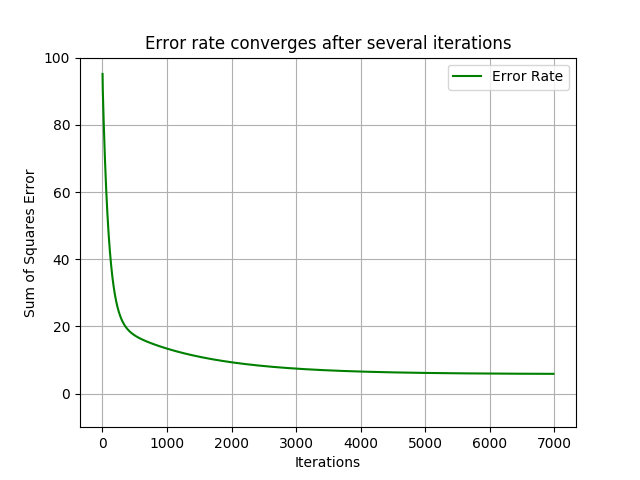 Error rate converges after several iterations
Error Rate
100
80
60
40
20
0
Sum of Squares Error
0 1000 2000 3000 4000 5000 6000 7000
Iterations